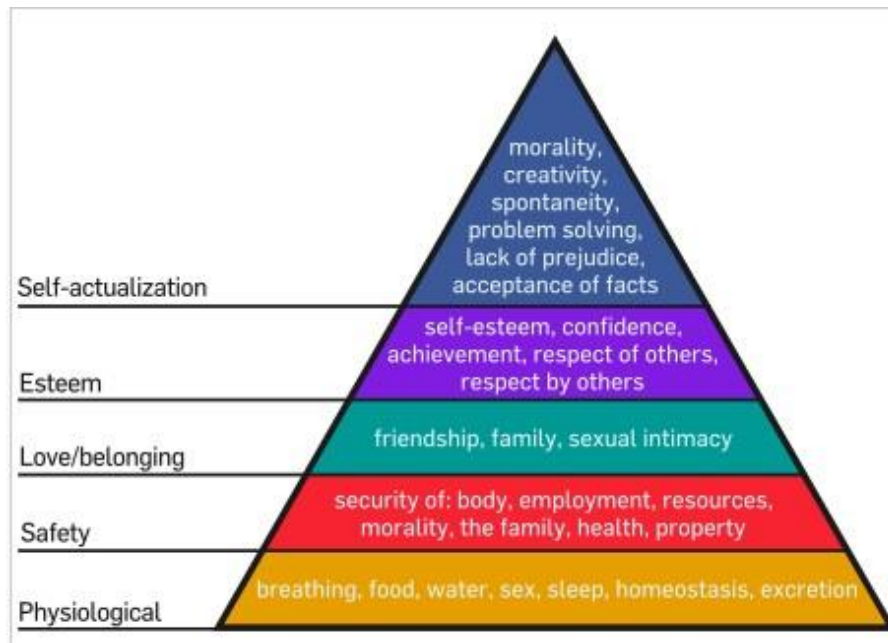 morality,
creativity,
spontaneity,
problem solving,
lack of prejudice,
acceptance of facts
Self-actualization
self-esteem, confidence,
achievement, respect of others,
respect by others
Esteem
friendship, family, sexual intimacy
Love/belonging
security of: body, employment, resources,
morality, the family, health, property
Safety
breathing, food, water, sex, sleep, homeostasis, excretion
Physiological